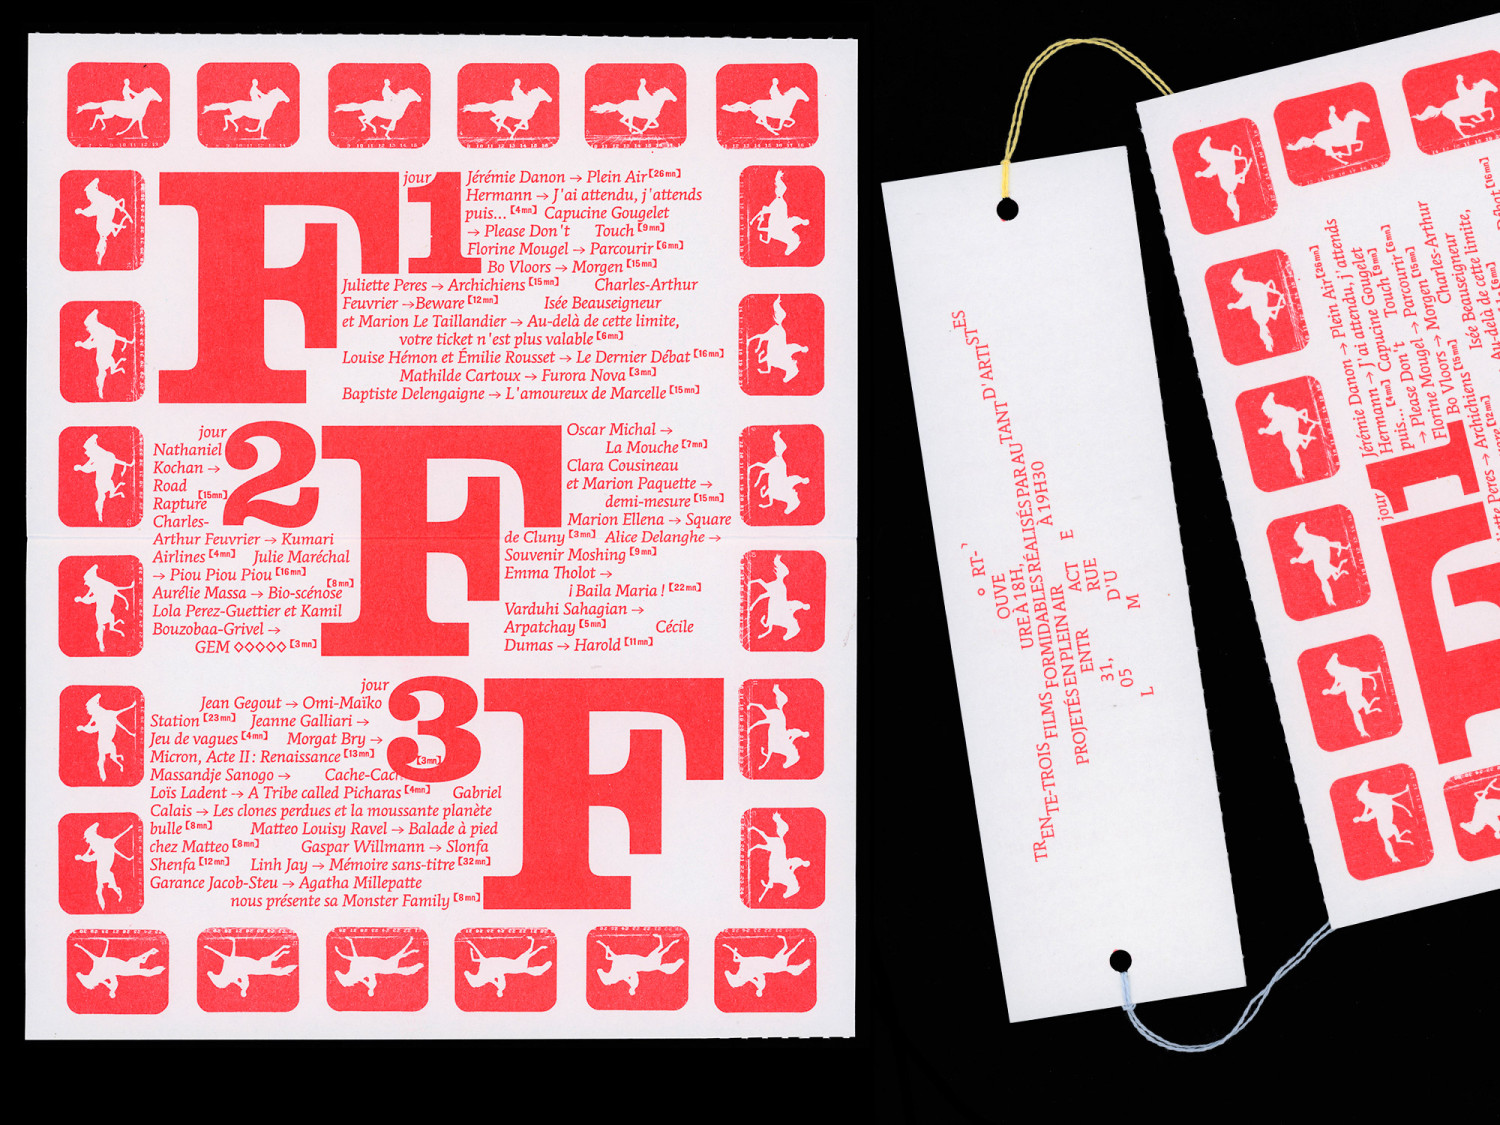 F
jour 1
Jérémie Danon → Plein Air [26mn]
Hermann → J'ai attendu, j'attends
puis... [4mn] Capucine Gougelet
→ Please Don't Touch [9mn]
Florine Mougel → Parcourir [6mn]
Bo Vloors → Morgen [15mn]
Juliette Peres → Archichiens [15mn] Charles-Arthur
Feuvrier →Beware [12mn] Isée Beauseigneur
et Marion Le Taillandier → Au-delà de cette limite,
votre ticket n'est plus valable [6mn]
Louise Hémon et Émilie Rousset → Le Dernier Débat [16mn]
Mathilde Cartoux → Furora Nova [3mn]
Baptiste Delengaigne → L'amoureux de Marcelle [15mn]
jour 2
F
Nathaniel
Kochan →
Road
Rapture [15mn]
Charles-
Arthur Feuvrier → Kumari
Airlines [4mn] Julie Maréchal
→ Piou Piou Piou [16mn]
Aurélie Massa → Bio-scénose [8mn]
Lola Perez-Guettier et Kamil
Bouzobaa-Grivel →
GEM ◇◇◇◇◇ [3mn]
Oscar Michal →
La Mouche [7mn]
Clara Cousineau
et Marion Paquette →
demi-mesure [15mn]
Marion Ellena → Square
de Cluny [3mn] Alice Delanghe →
Souvenir Moshing [9mn]
Emma Tholot →
¡Baila Maria ! [22mn]
Varduhi Sahagian →
Arpatchay [5mn] Cécile
Dumas → Harold [11mn]
jour 3
F
Jean Gegout → Omi-Maïko
Station [23mn] Jeanne Galliari →
Jeu de vagues [4mn] Morgat Bry →
Micron, Acte II : Renaissance [13mn]
Massandje Sanogo → Cache-Cach [3mn]
Loïs Ladent → A Tribe called Picharas [4mn] Gabriel
Calais → Les clones perdues et la moussante planète
bulle [8mn] Matteo Louisy Ravel → Balade à pied
chez Matteo [8mn] Gaspar Willmann → Slonfa
Shenfa [12mn] Linh Jay → Mémoire sans-titre [32mn]
Garance Jacob-Steu → Agatha Millepatte
nous présente sa Monster Family [8mn]
TRENTE-TROIS FILMS FORMIDABLES RÉALISÉS PAR AUTANT D'ARTISTES
PROJETÉS EN PLEIN AIR À 19H30
OUVERTURE À 18H,
ENTR ACT E
RUE D'U L M
31, 05
jour 1
F
Jérémie Danon → Plein Air [26mn]
Hermann → J'ai attendu, j'attends
puis... [4mn] Capucine Gougelet
→ Please Don't Touch [9mn]
Florine Mougel → Parcourir [6mn]
Bo Vloors → Morgen [15mn]
Peres → Archichiens [15mn] Charles-Arthur
[12mn] Isée Beauseigneur
Au-delà de cette limite,
[6mn]
Débat [16mn]